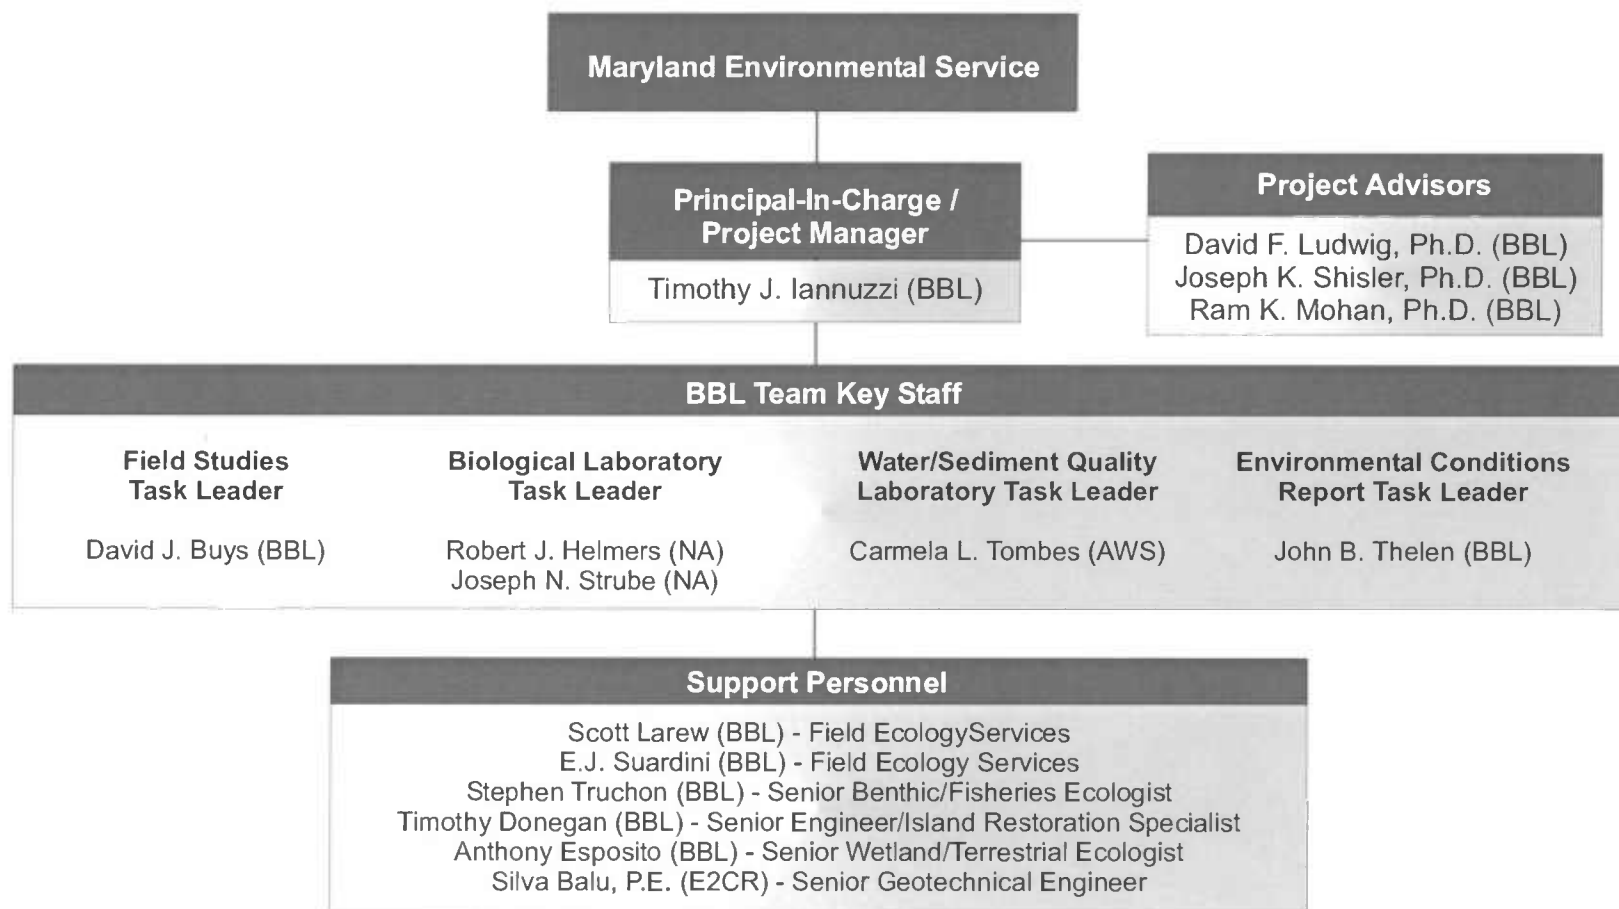 Maryland Environmental Service
Principal-In-Charge /
Project Manager
Timothy J. Iannuzzi (BBL)
Project Advisors
David F. Ludwig, Ph.D. (BBL)
Joseph K. Shisler, Ph.D. (BBL)
Ram K. Mohan, Ph.D. (BBL)
BBL Team Key Staff
Field Studies
Task Leader
David J. Buys (BBL)
Biological Laboratory
Task Leader
Robert J. Helmers (NA)
Joseph N. Strube (NA)
Water/Sediment Quality
Laboratory Task Leader
Carmela L. Tombes (AWS)
Environmental Conditions
Report Task Leader
John B. Thelen (BBL)
Support Personnel
Scott Larew (BBL) - Field EcologyServices
E.J. Suardini (BBL) - Field Ecology Services
Stephen Truchon (BBL) - Senior Benthic/Fisheries Ecologist
Timothy Donegan (BBL) - Senior Engineer/Island Restoration Specialist
Anthony Esposito (BBL) - Senior Wetland/Terrestrial Ecologist
Silva Balu, P.E. (E2CR) - Senior Geotechnical Engineer